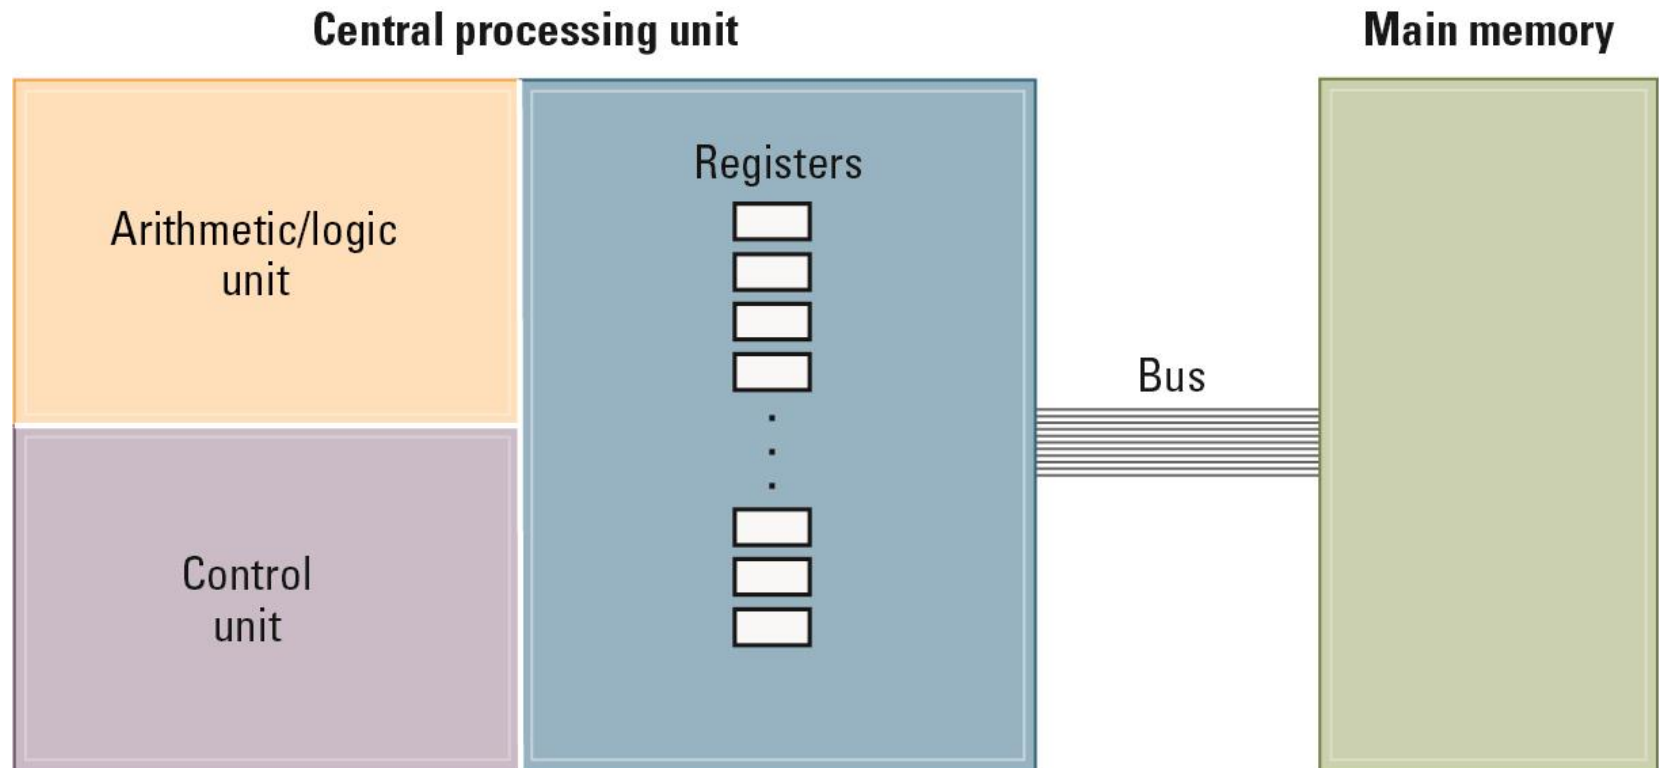 Central processing unit
Main memory
Registers
Arithmetic/logic
unit
Bus
Control
unit